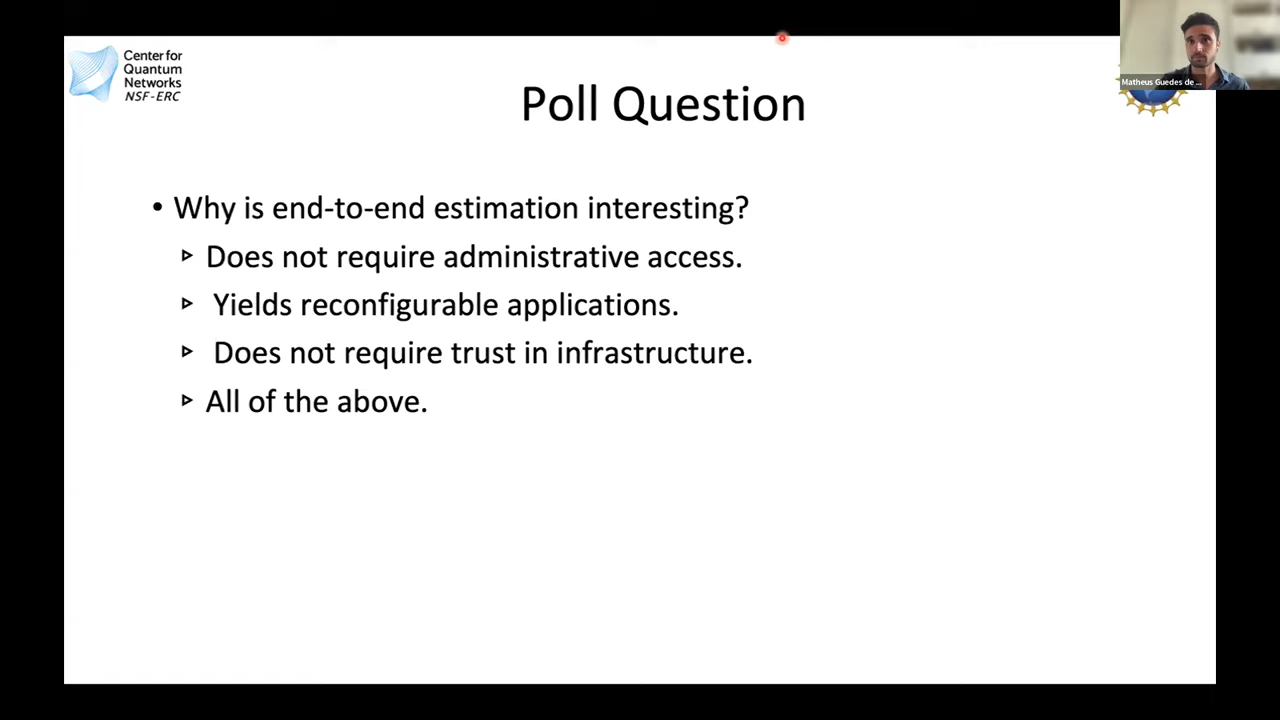 Center for
Quantum
Networks
NSF-ERC
Matheus Guedes de ...
Poll Question
• Why is end-to-end estimation interesting?
Does not require administrative access.
Yields reconfigurable applications.
Does not require trust in infrastructure.
All of the above.